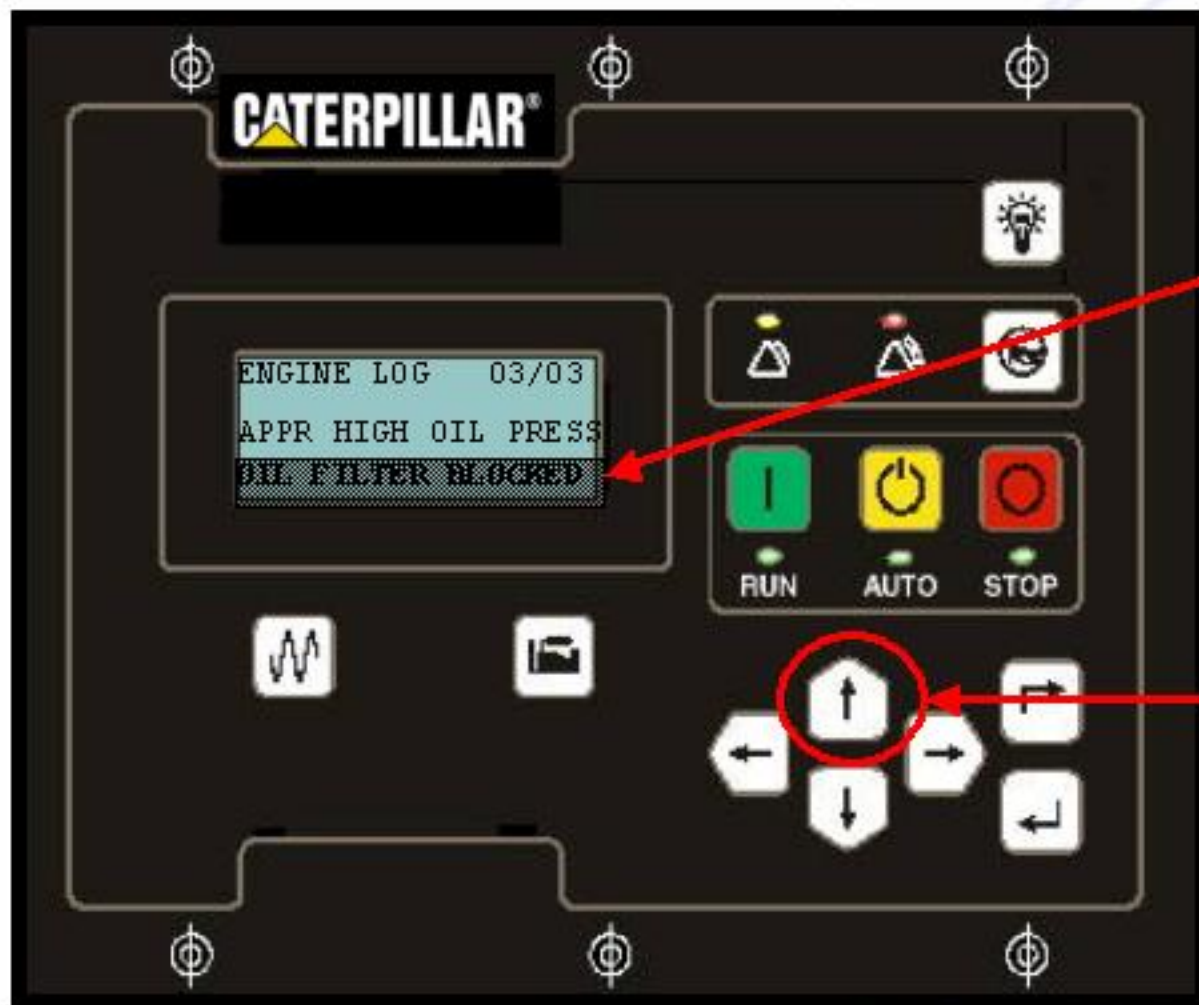 CATERPILLAR®
ENGINE LOG 03/03
APPR HIGH OIL PRESS
OIL FILTER BLOCKED
RUN AUTO STOP